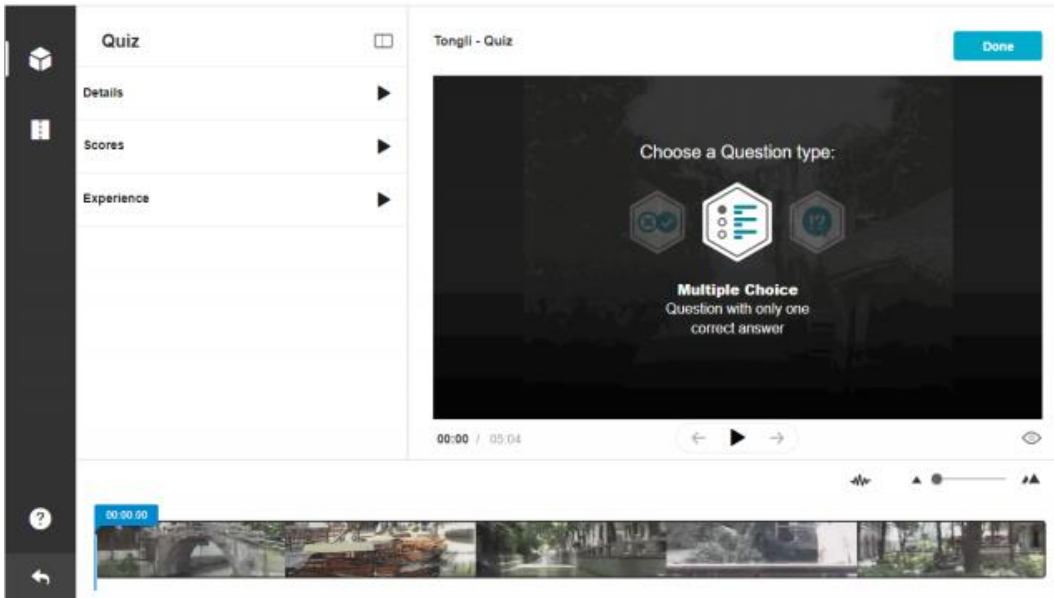 Quiz
Details
Scores
Experience
Tongli - Quiz
Done
Choose a Question type:
Multiple Choice
Question with only one
correct answer
00:00 / 05:04
00:00.00